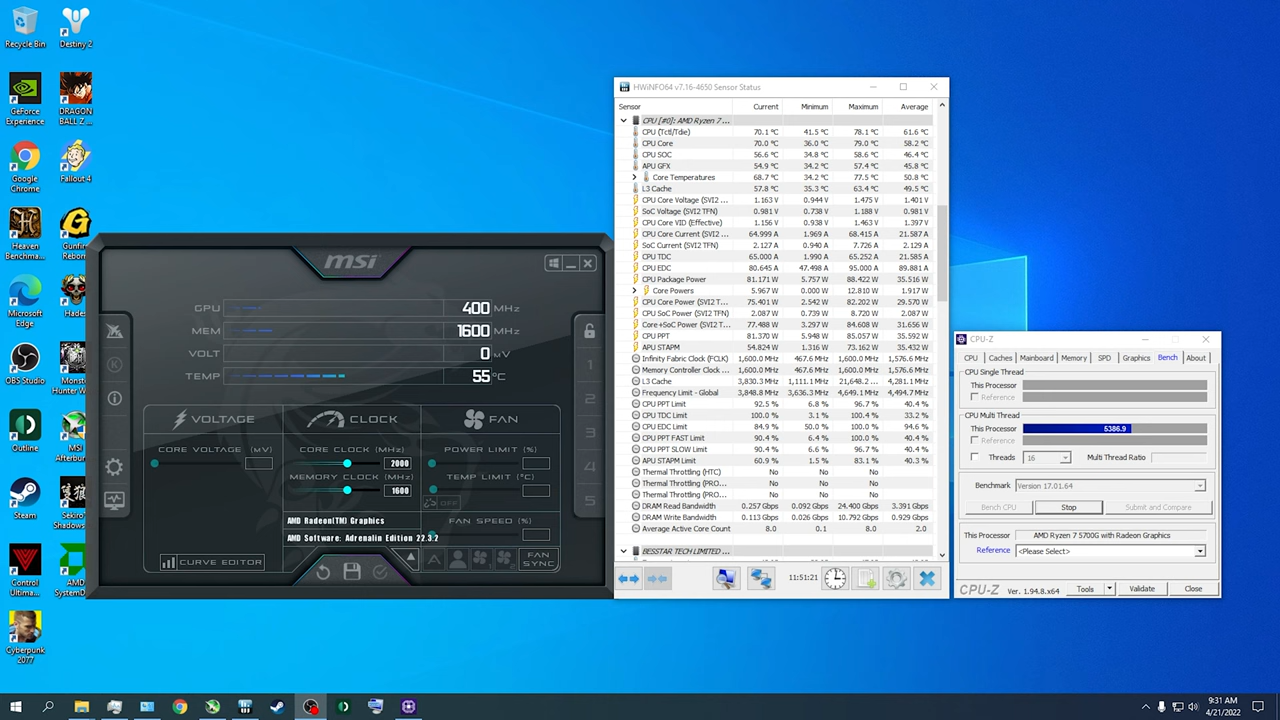 Recycle Bin
Destiny 2
GeForce Experience
DRAGON BALL Z ...
Google Chrome
Fallout 4
Heaven Benchma...
Gunfir Rebor
Microsoft Edge
Hade
OBS Studio
Monst Hunter W
Outline
MSI Afterbu
Steam
Sekiro Shadow
Control Ultima...
AMD SystemD
Cyberpunk 2077
msi
GPU 400 MHz
MEM 1600 MHz
VOLT 0 MV
TEMP 55 °C
VOLTAGE CLOCK FAN
CORE VOLTAGE (MV) CORE CLOCK (MHz) POWER LIMIT (%)
2000
MEMORY CLOCK (MHz) TEMP LIMIT (°C)
1600
OFF
FAN SPEED (%)
AMD Radeon(TM) Graphics
AMD Software: Adrenalin Edition 22.3.2
CURVE EDITOR
A
FAN SYNC
K
1
2
3
4
5
HWiNFO64 v7.16-4650 Sensor Status
Sensor Current Minimum Maximum Average
CPU [#0]: AMD Ryzen 7 ...
CPU (Tctl/Tdie) 70.1 °C 41.5 °C 78.1 °C 61.6 °C
CPU Core 70.0 °C 36.0 °C 79.0 °C 58.2 °C
CPU SOC 56.6 °C 34.8 °C 58.6 °C 46.4 °C
APU GFX 54.9 °C 34.2 °C 57.4 °C 45.8 °C
Core Temperatures 68.7 °C 34.2 °C 77.5 °C 50.8 °C
L3 Cache 57.8 °C 35.3 °C 63.4 °C 49.5 °C
CPU Core Voltage (SVI2 ... 1.163 V 0.944 V 1.475 V 1.401 V
SoC Voltage (SVI2 TFN) 0.981 V 0.738 V 1.188 V 0.981 V
CPU Core VID (Effective) 1.156 V 0.938 V 1.463 V 1.397 V
CPU Core Current (SVI2 ... 64.999 A 1.969 A 68.415 A 21.587 A
SoC Current (SVI2 TFN) 2.127 A 0.940 A 7.726 A 2.129 A
CPU TDC 65.000 A 1.990 A 65.252 A 21.585 A
CPU EDC 80.645 A 47.498 A 95.000 A 89.881 A
CPU Package Power 81.171 W 5.757 W 88.422 W 35.516 W
Core Powers 5.967 W 0.000 W 12.810 W 1.917 W
CPU Core Power (SVI2 T... 75.401 W 2.542 W 82.202 W 29.570 W
CPU SoC Power (SVI2 TF... 2.087 W 0.739 W 8.720 W 2.087 W
Core+SoC Power (SVI2 T... 77.488 W 3.297 W 84.608 W 31.656 W
CPU PPT 81.370 W 5.948 W 85.067 W 35.592 W
APU STAPM 54.824 W 1.316 W 73.162 W 35.432 W
Infinity Fabric Clock (FCLK) 1,600.0 MHz 467.6 MHz 1,600.0 MHz 1,576.6 MHz
Memory Controller Clock ... 1,600.0 MHz 467.6 MHz 1,600.0 MHz 1,576.6 MHz
L3 Cache 3,830.3 MHz 1,111.1 MHz 21,648.2 ... 4,281.1 MHz
Frequency Limit - Global 3,848.8 MHz 3,636.3 MHz 4,649.1 MHz 4,494.7 MHz
CPU PPT Limit 92.5 % 6.8 % 96.7 % 40.4 %
CPU TDC Limit 100.0 % 3.1 % 100.4 % 33.2 %
CPU EDC Limit 84.9 % 50.0 % 100.0 % 94.6 %
CPU PPT FAST Limit 90.4 % 6.4 % 100.0 % 40.4 %
CPU PPT SLOW Limit 90.4 % 6.6 % 96.7 % 40.4 %
APU STAPM Limit 60.9 % 1.5 % 83.1 % 40.3 %
Thermal Throttling (HTC) No No No
Thermal Throttling (PRO... No No No
Thermal Throttling (PRO... No No No
DRAM Read Bandwidth 0.257 Gbps 0.092 Gbps 24.400 Gbps 3.391 Gbps
DRAM Write Bandwidth 0.113 Gbps 0.026 Gbps 10.792 Gbps 0.929 Gbps
Average Active Core Count 8.0 0.1 8.0 2.0
BESSTAR TECH LIMITED ...
11:51:21
CPU-Z
CPU Caches Mainboard Memory SPD Graphics Bench About
CPU Single Thread
This Processor
Reference
CPU Multi Thread
This Processor 5386.9
Reference
Threads 16 Multi Thread Ratio
Benchmark Version 17.01.64
Bench CPU Stop Submit and Compare
This Processor AMD Ryzen 7 5700G with Radeon Graphics
Reference <Please Select>
CPU-Z Ver. 1.94.8.x64 Tools Validate Close
9:31 AM
4/21/2022